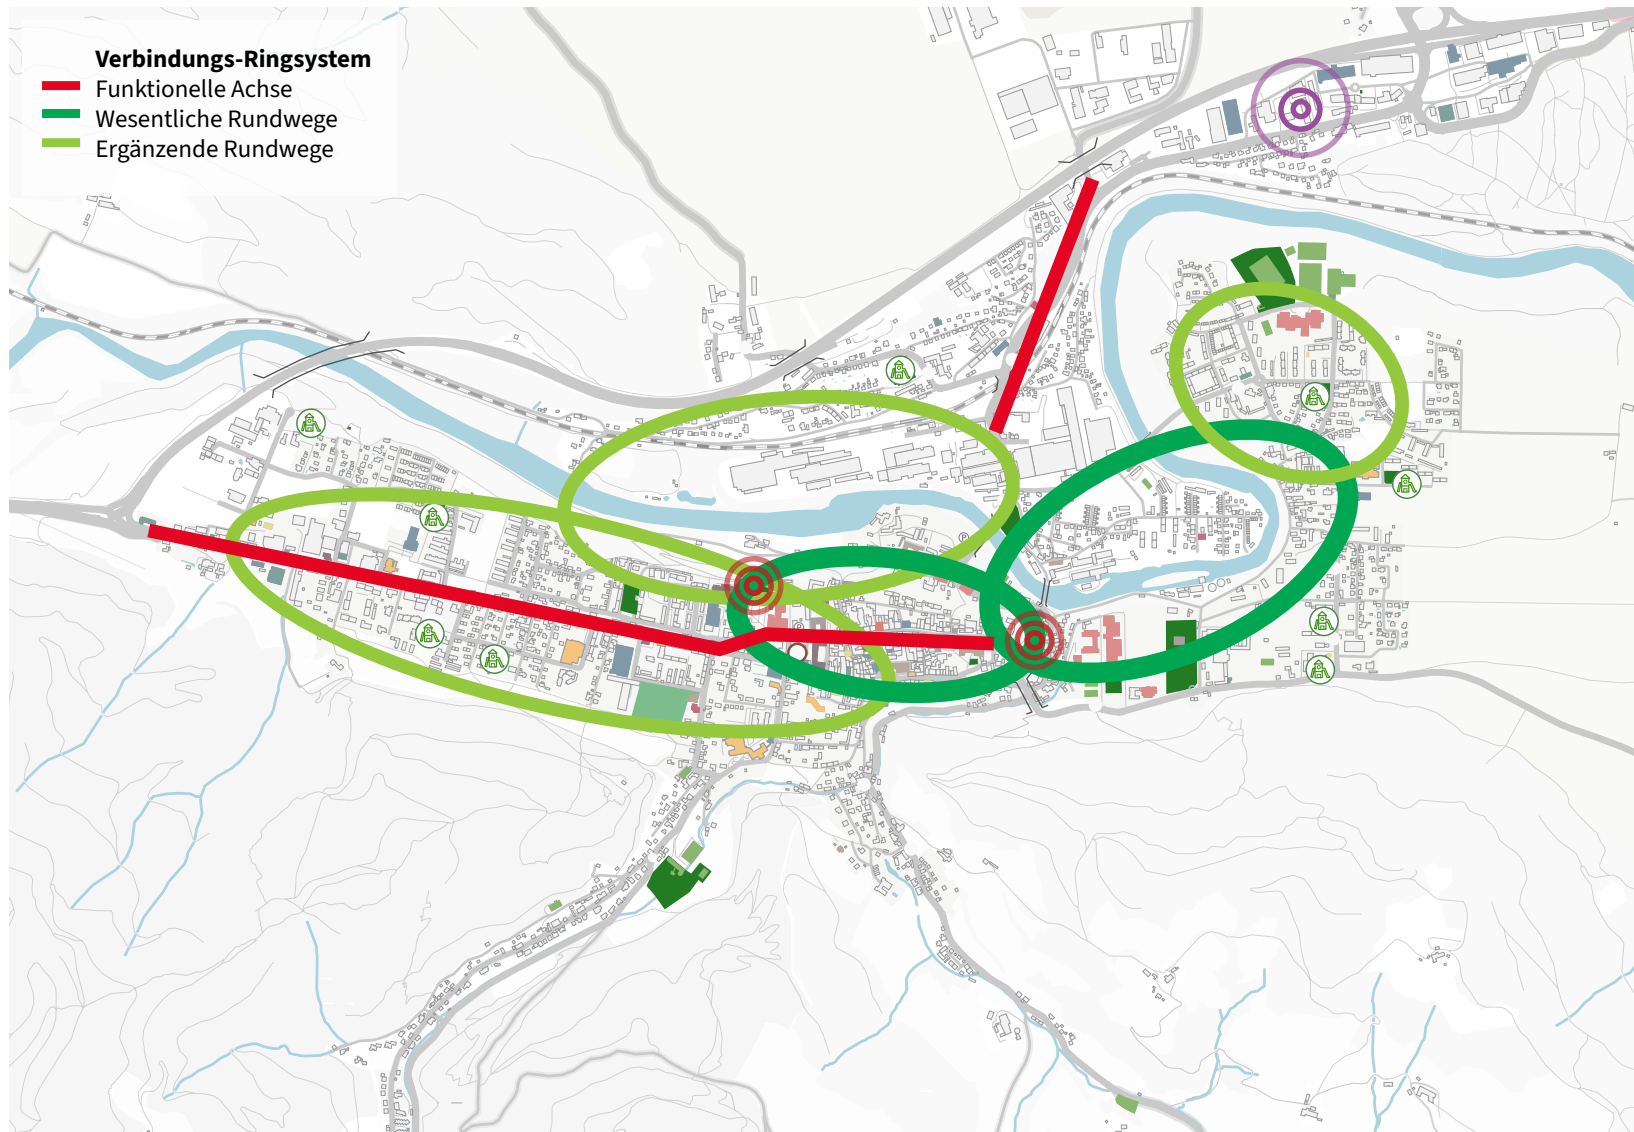 Verbindungs-Ringsystem
Funktionelle Achse
Wesentliche Rundwege
Ergänzende Rundwege
P
P